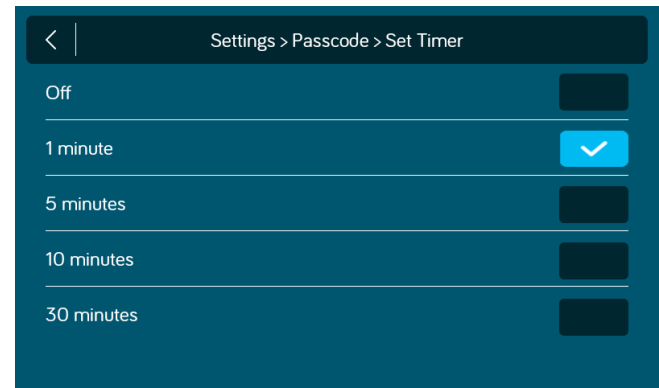 Settings > Passcode > Set Timer
Off
1 minute
5 minutes
10 minutes
30 minutes